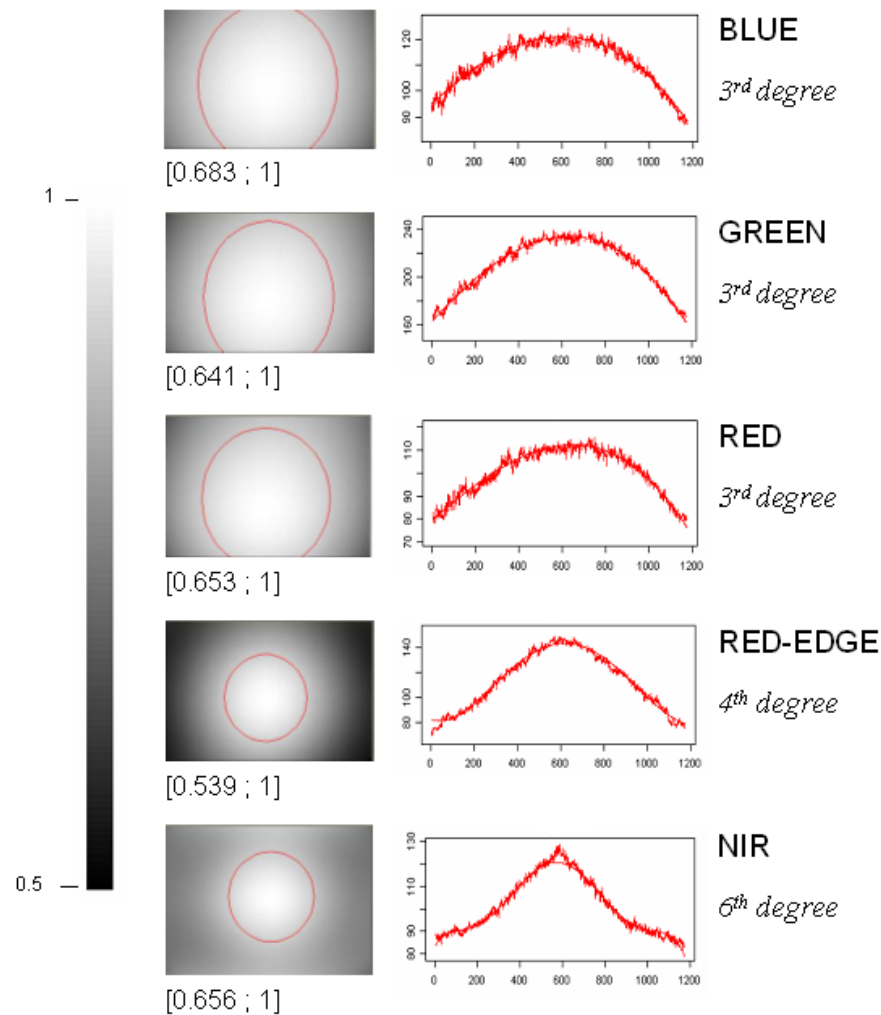 BLUE
3rd degree
120
100
90
0 200 400 600 800 1000 1200
[0.683 ; 1]
1
GREEN
3rd degree
240
200
160
0 200 400 600 800 1000 1200
[0.641 ; 1]
RED
3rd degree
110
90
80
70
0 200 400 600 800 1000 1200
[0.653 ; 1]
RED-EDGE
4th degree
140
100
80
0 200 400 600 800 1000 1200
[0.539 ; 1]
NIR
6th degree
130
110
90
80
0 200 400 600 800 1000 1200
0.5
[0.656 ; 1]